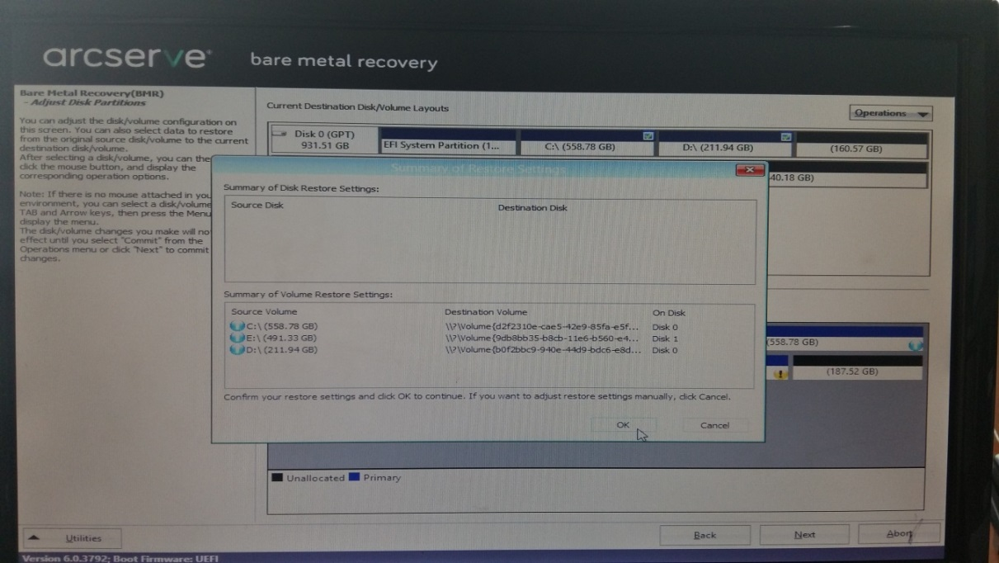 arcserve bare metal recovery
Bare Metal Recovery(BMR)
- Adjust Disk Partitions
You can adjust the disk/volume configuration on
this screen. You can also select data to restore
from the original source disk/volume to the current
destination disk/volume.
After selecting a disk/volume, you can the
click the mouse button, and display the
corresponding operation options.
Note: If there is no mouse attached in you
environment, you can select a disk/volume
TAB and Arrow keys, then press the Menu
display the menu.
The disk/volume changes you make will no
effect until you select "Commit" from the
Operations menu or click "Next" to commit
changes.
Current Destination Disk/Volume Layouts
Operations
Disk 0 (GPT)
931.51 GB
EFI System Partition (1...
C:\ (558.78 GB)
D:\ (211.94 GB)
(160.57 GB)
40.18 GB)
Summary of Restore Settings
Summary of Disk Restore Settings:
Source Disk Destination Disk
Summary of Volume Restore Settings:
Source Volume Destination Volume On Disk
C:\ (558.78 GB) \\?\Volume{d2f2310e-cae5-42e9-85fa-e5f... Disk 0
E:\ (491.33 GB) \\?\Volume{9db8bb35-b8cb-11e6-b560-e4... Disk 1
D:\ (211.94 GB) \\?\Volume{b0f2bbc9-940e-44d9-bdc6-e8d... Disk 0
Confirm your restore settings and click OK to continue. If you want to adjust restore settings manually, click Cancel.
OK Cancel
(558.78 GB)
(187.52 GB)
Unallocated Primary
Utilities
Back Next Abort
Version 6.0.3792; Boot Firmware: UEFI